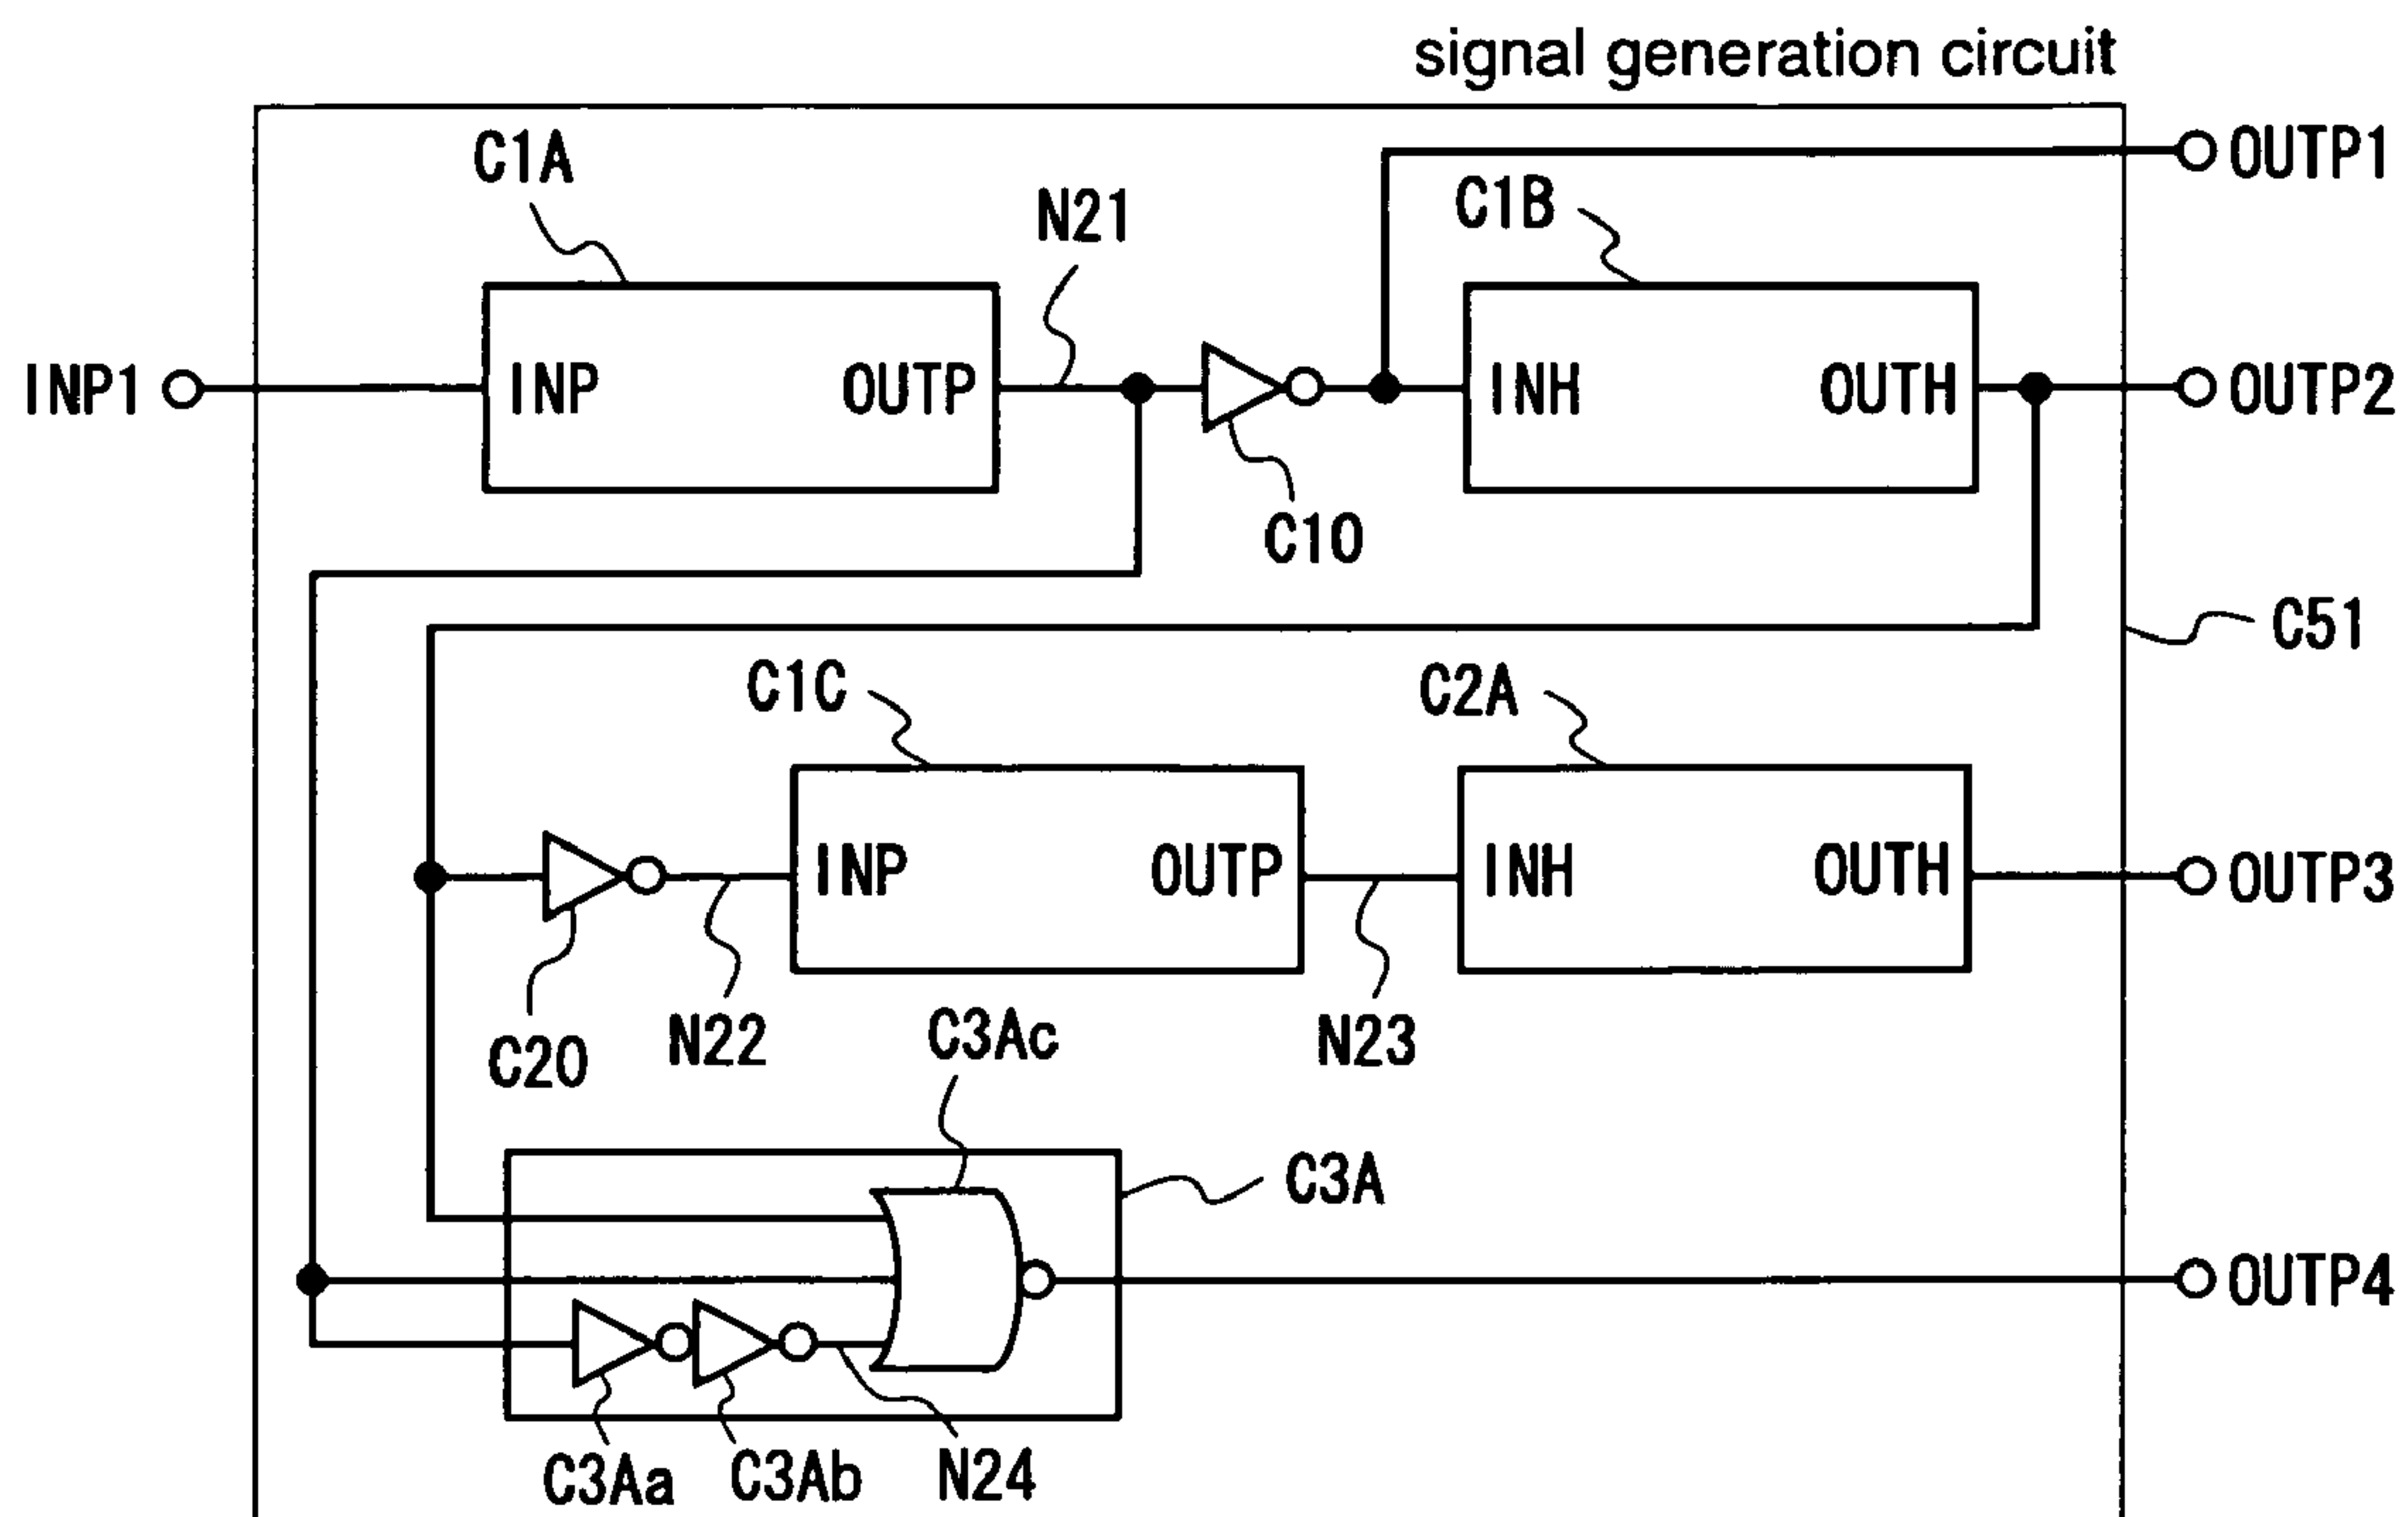 signal generation circuit
C1A
OUTP1
N21
C1B
INP1
INP
OUTP
INH
OUTH
OUTP2
C10
C51
C1C
C2A
INP
OUTP
INH
OUTH
OUTP3
C20
N22
C3Ac
N23
C3A
OUTP4
C3Aa
C3Ab
N24